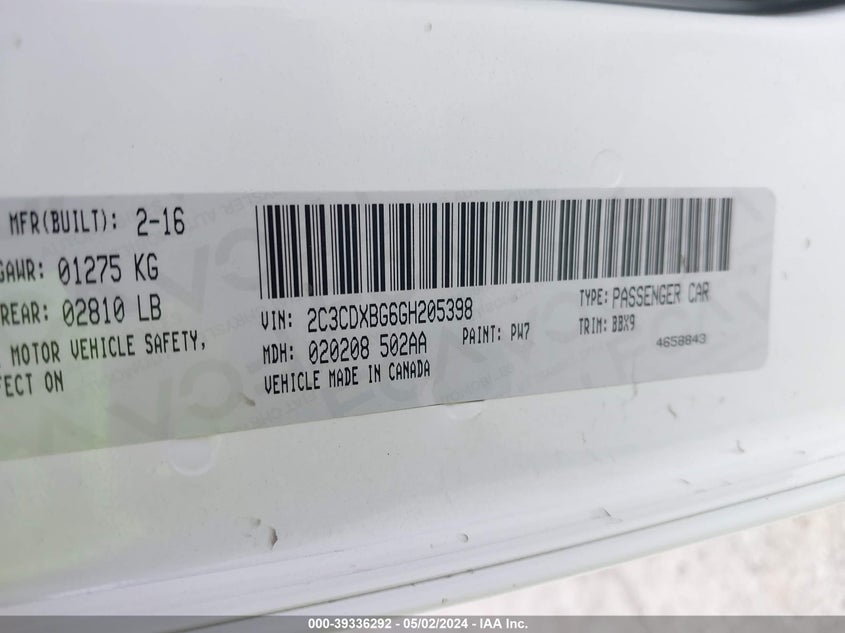 MFR(BUILT): 2-16
GAWR: 01275 KG
REAR: 02810 LB
MOTOR VEHICLE SAFETY,
FECT ON
VIN: 2C3CDXBG6GH205398
TYPE: PASSENGER CAR
MDH: 020208 502AA
PAINT: PW7
TRIM: BBX9
VEHICLE MADE IN CANADA
4658843
000-39336292 - 05/02/2024 - IAA Inc.